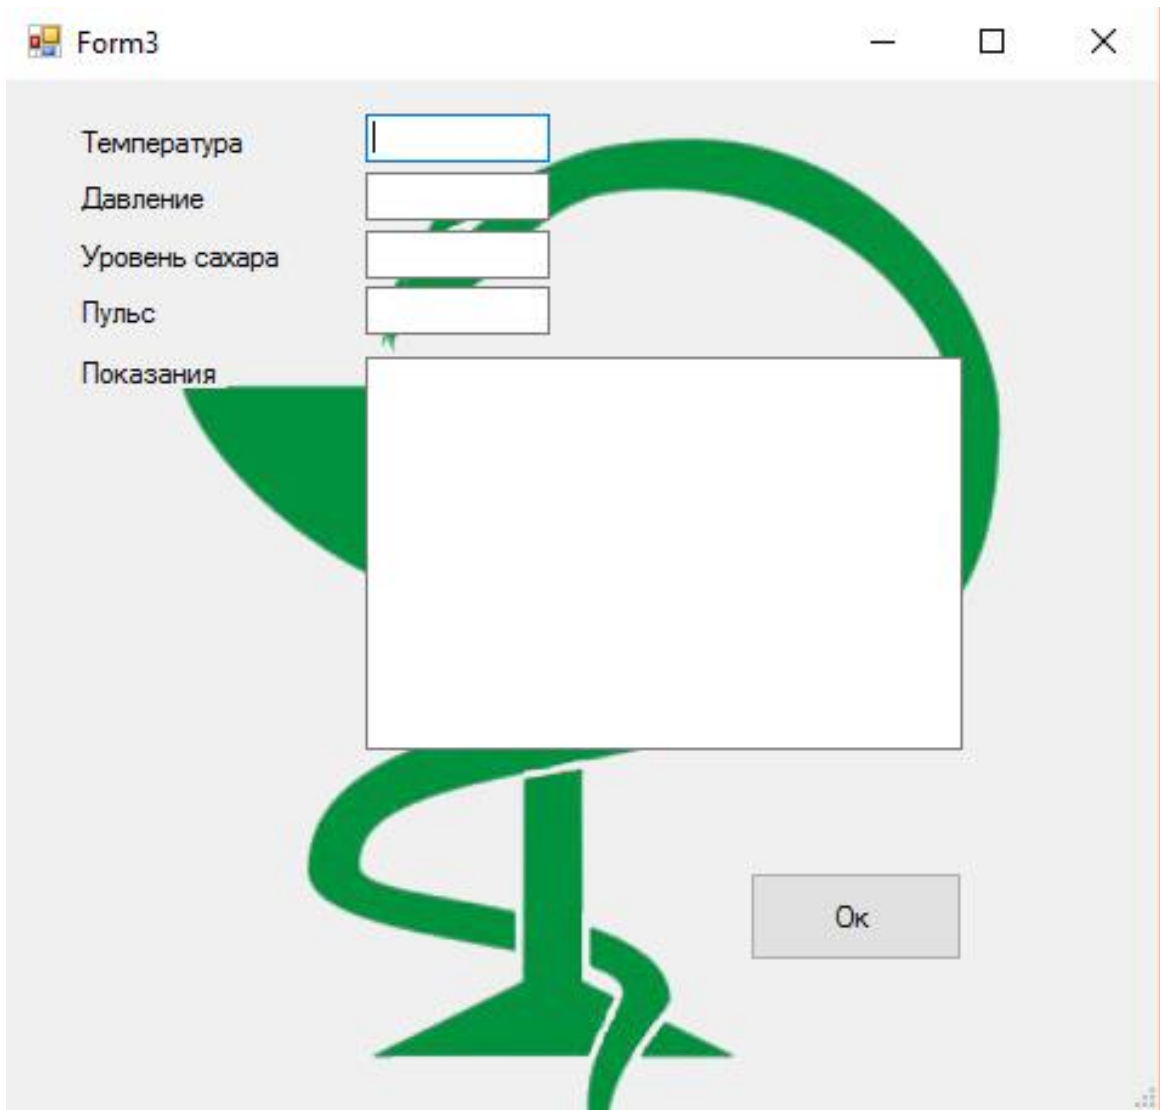 Form3
Температура
Давление
Уровень сахара
Пульс
Показания
Ок